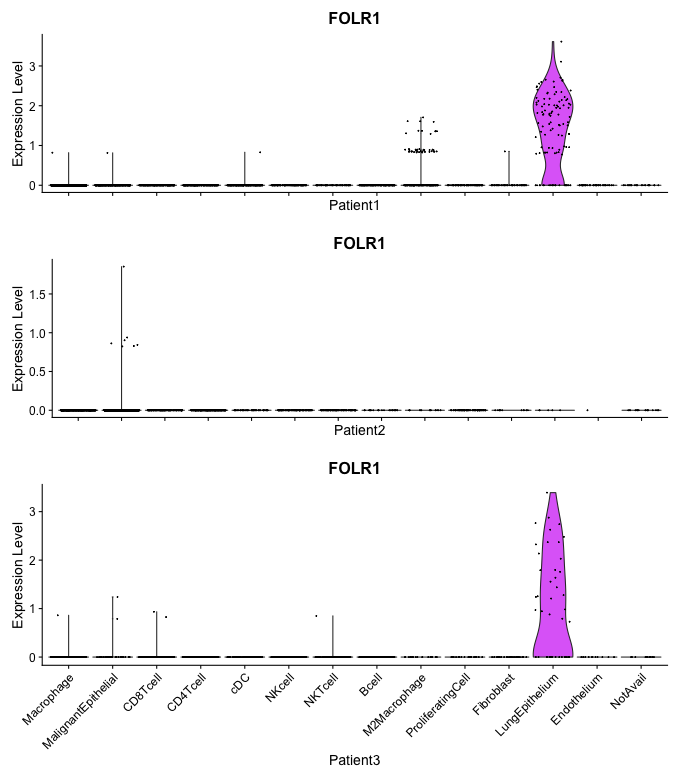 FOLR1
Expression Level
3
2
1
0
Patient1
FOLR1
Expression Level
1.5
1.0
0.5
0.0
Patient2
FOLR1
Expression Level
3
2
1
0
Macrophage
MalignantEpithelial
CD8Tcell
CD4Tcell
cDC
NKcell
NKTcell
Bcell
M2Macrophage
ProliferatingCell
Fibroblast
LungEpithelium
Endothelium
NotAvail
Patient3